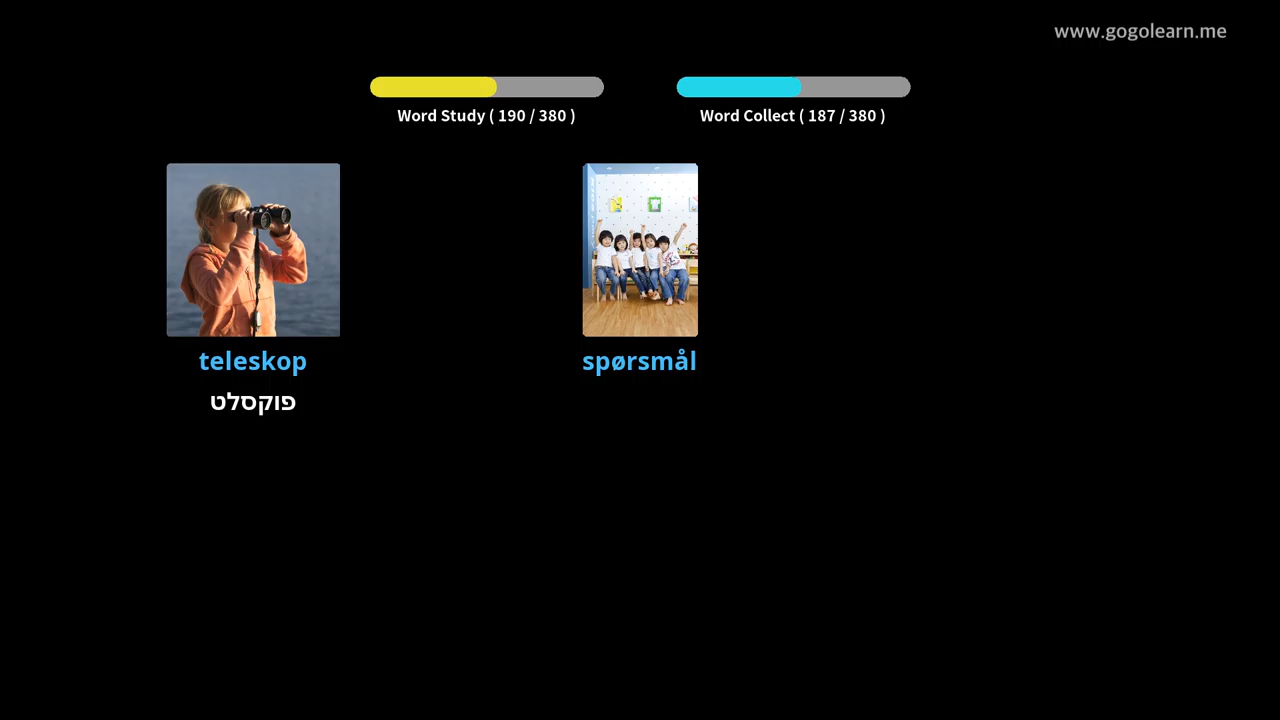 www.gogolearn.me
Word Study ( 190 / 380 )
Word Collect ( 187 / 380 )
teleskop
פוקסלט
spørsmål